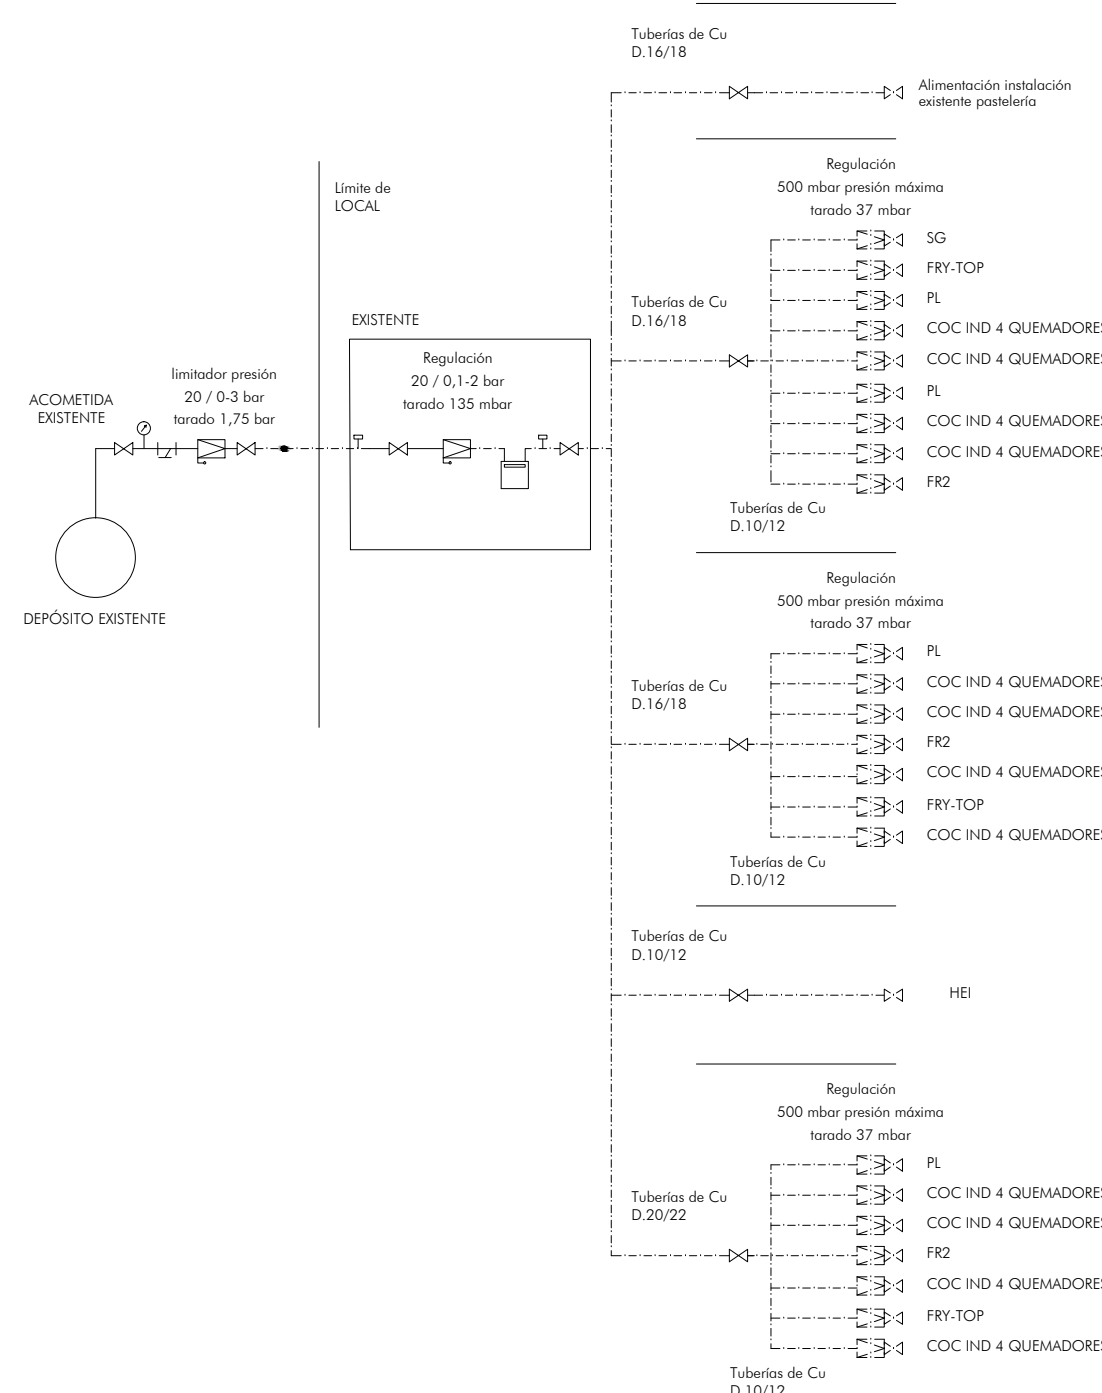 Tuberías de Cu
D.16/18
Alimentación instalación
existente pastelería
Límite de
LOCAL
Regulación
500 mbar presión máxima
tarado 37 mbar
SG
FRY-TOP
PL
COC IND 4 QUEMADORES
COC IND 4 QUEMADORES
PL
COC IND 4 QUEMADORES
COC IND 4 QUEMADORES
FR2
Tuberías de Cu
D.16/18
Tuberías de Cu
D.10/12
EXISTENTE
Regulación
20 / 0,1-2 bar
tarado 135 mbar
limitador presión
20 / 0-3 bar
tarado 1,75 bar
ACOMETIDA
EXISTENTE
DEPÓSITO EXISTENTE
Regulación
500 mbar presión máxima
tarado 37 mbar
PL
COC IND 4 QUEMADORES
COC IND 4 QUEMADORES
FR2
COC IND 4 QUEMADORES
FRY-TOP
COC IND 4 QUEMADORES
Tuberías de Cu
D.16/18
Tuberías de Cu
D.10/12
Tuberías de Cu
D.10/12
HEI
Regulación
500 mbar presión máxima
tarado 37 mbar
PL
COC IND 4 QUEMADORES
COC IND 4 QUEMADORES
FR2
COC IND 4 QUEMADORES
FRY-TOP
COC IND 4 QUEMADORES
Tuberías de Cu
D.20/22
Tuberías de Cu
D.10/12